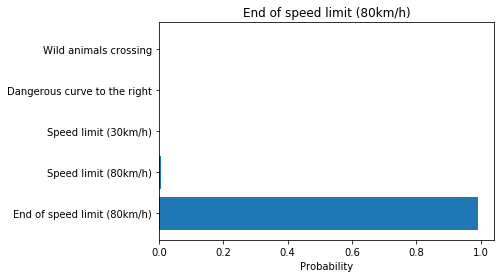 End of speed limit (80km/h)
Wild animals crossing
Dangerous curve to the right
Speed limit (30km/h)
Speed limit (80km/h)
End of speed limit (80km/h)
0.0 0.2 0.4 0.6 0.8 1.0
Probability